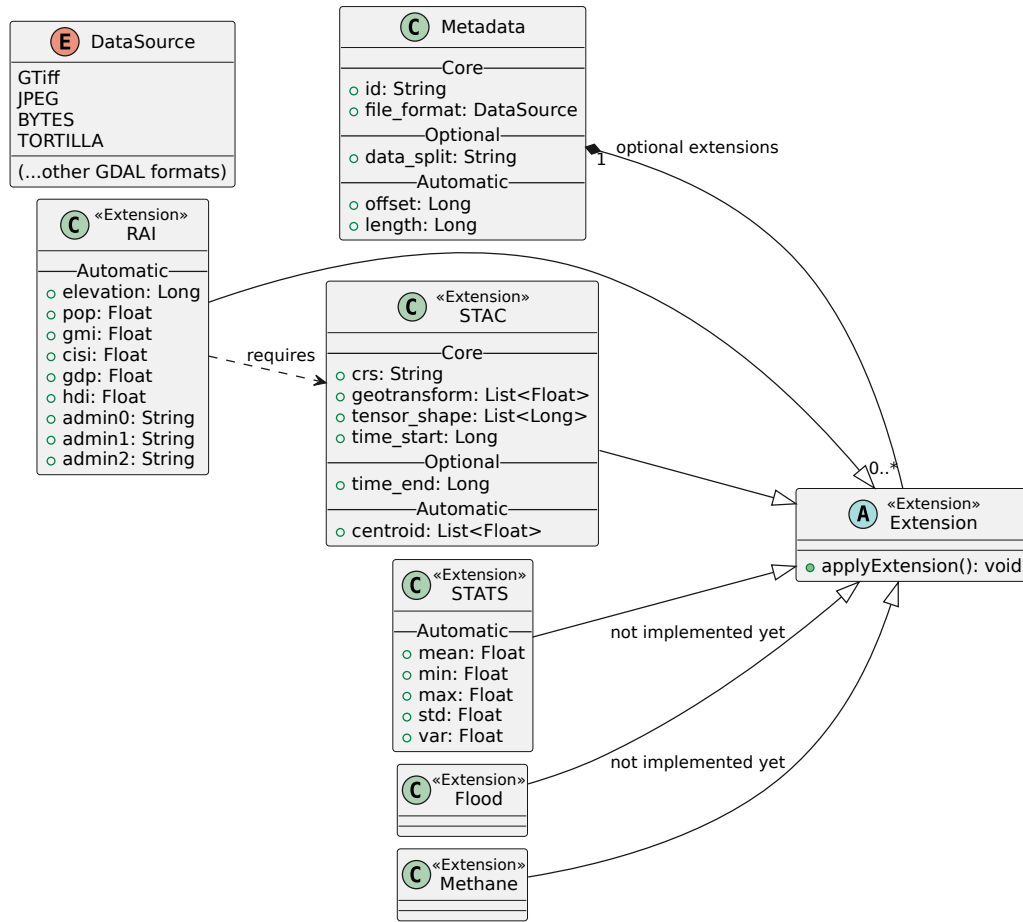 E DataSource
GTiff
JPEG
BYTES
TORTILLA
(...other GDAL formats)
C Metadata
Core
id: String
file_format: DataSource
Optional
data_split: String
Automatic
offset: Long
length: Long
1
optional extensions
0..*
C «Extension»
RAI
Automatic
elevation: Long
pop: Float
gmi: Float
cisi: Float
gdp: Float
hdi: Float
admin0: String
admin1: String
admin2: String
requires
C «Extension»
STAC
Core
crs: String
geotransform: List<Float>
tensor_shape: List<Long>
time_start: Long
Optional
time_end: Long
Automatic
centroid: List<Float>
A «Extension»
Extension
applyExtension(): void
C «Extension»
STATS
Automatic
mean: Float
min: Float
max: Float
std: Float
var: Float
not implemented yet
C «Extension»
Flood
not implemented yet
C «Extension»
Methane